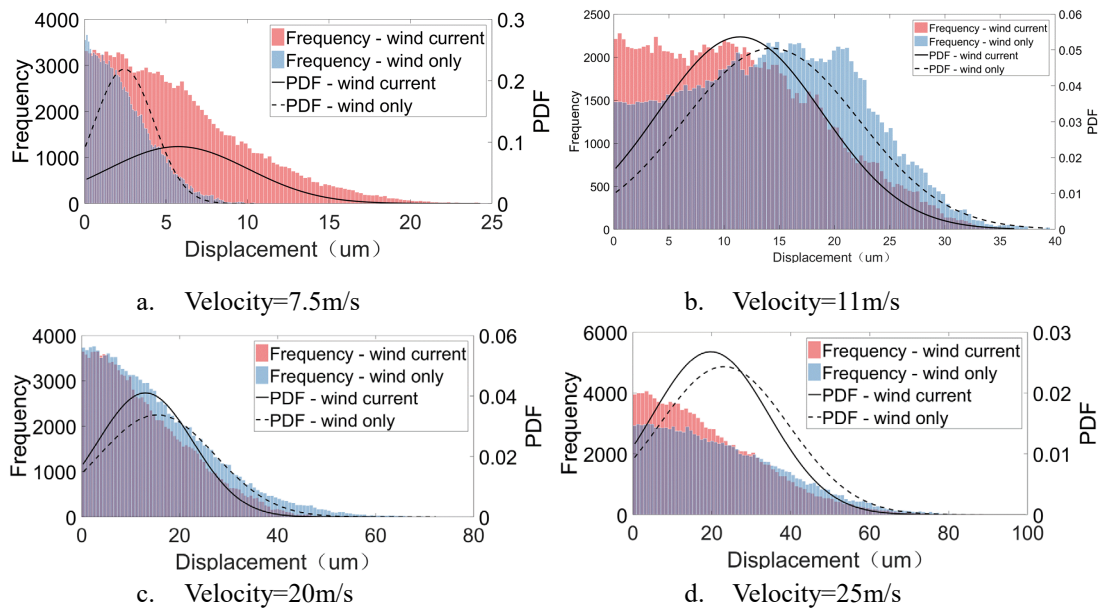 4000
3000
2000
1000
0
Frequency
0.3
0.2
0.1
0
PDF
Frequency - wind current
Frequency - wind only
PDF - wind current
PDF - wind only
0 5 10 15 20 25
Displacement（um）
a. Velocity=7.5m/s
2500
2000
1500
1000
500
0
Frequency
0.06
0.05
0.04
0.03
0.02
0.01
0
PDF
Frequency - wind current
Frequency - wind only
PDF - wind current
PDF - wind only
0 5 10 15 20 25 30 35 40
Displacement（um）
b. Velocity=11m/s
4000
3000
2000
1000
0
Frequency
0.06
0.04
0.02
0
PDF
Frequency - wind current
Frequency - wind only
PDF - wind current
PDF - wind only
0 20 40 60 80
Displacement（um）
c. Velocity=20m/s
6000
4000
2000
0
Frequency
0.03
0.02
0.01
0
PDF
Frequency - wind current
Frequency - wind only
PDF - wind current
PDF - wind only
0 20 40 60 80 100
Displacement（um）
d. Velocity=25m/s